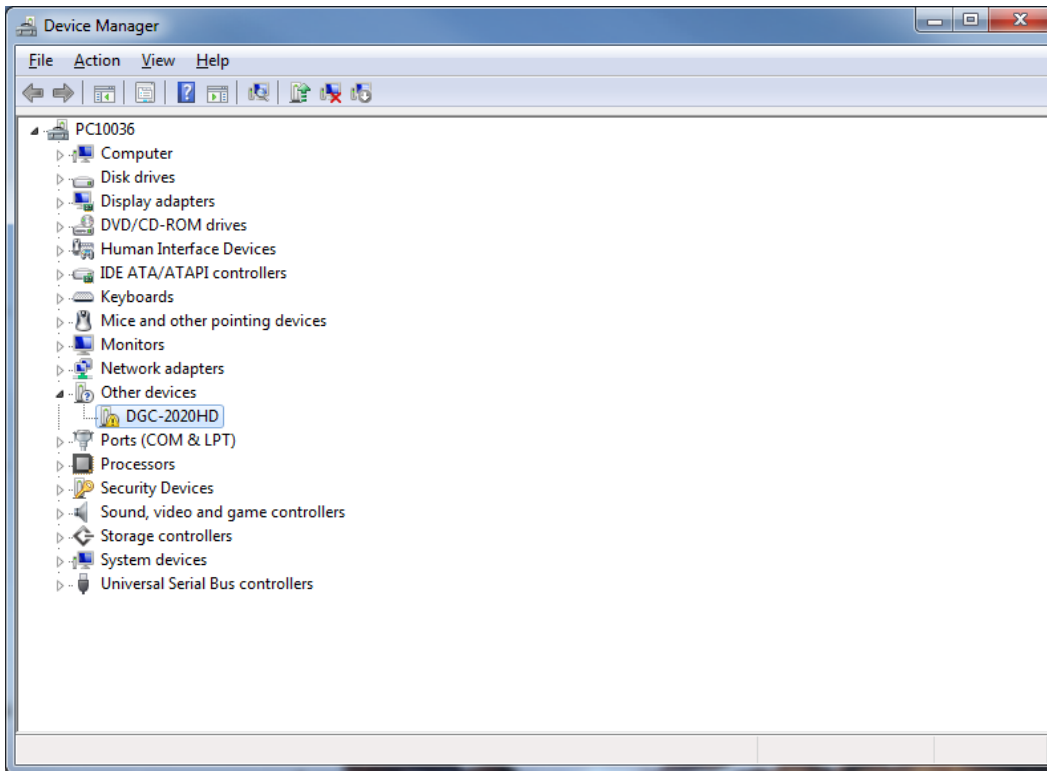 Device Manager
File Action View Help
PC10036
Computer
Disk drives
Display adapters
DVD/CD-ROM drives
Human Interface Devices
IDE ATA/ATAPI controllers
Keyboards
Mice and other pointing devices
Monitors
Network adapters
Other devices
DGC-2020HD
Ports (COM & LPT)
Processors
Security Devices
Sound, video and game controllers
Storage controllers
System devices
Universal Serial Bus controllers